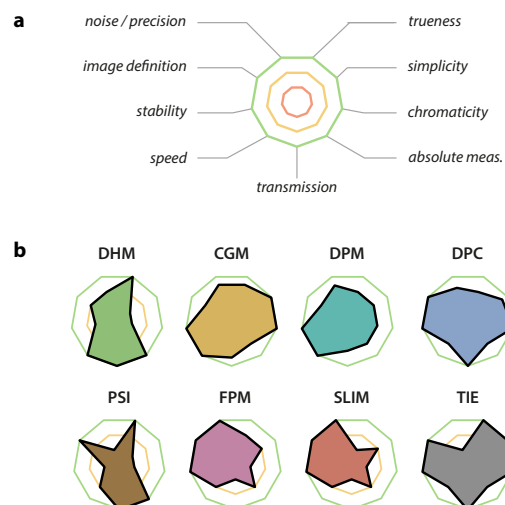 a
noise / precision
trueness
image definition
simplicity
stability
chromaticity
speed
absolute meas.
transmission
b
DHM
CGM
DPM
DPC
PSI
FPM
SLIM
TIE